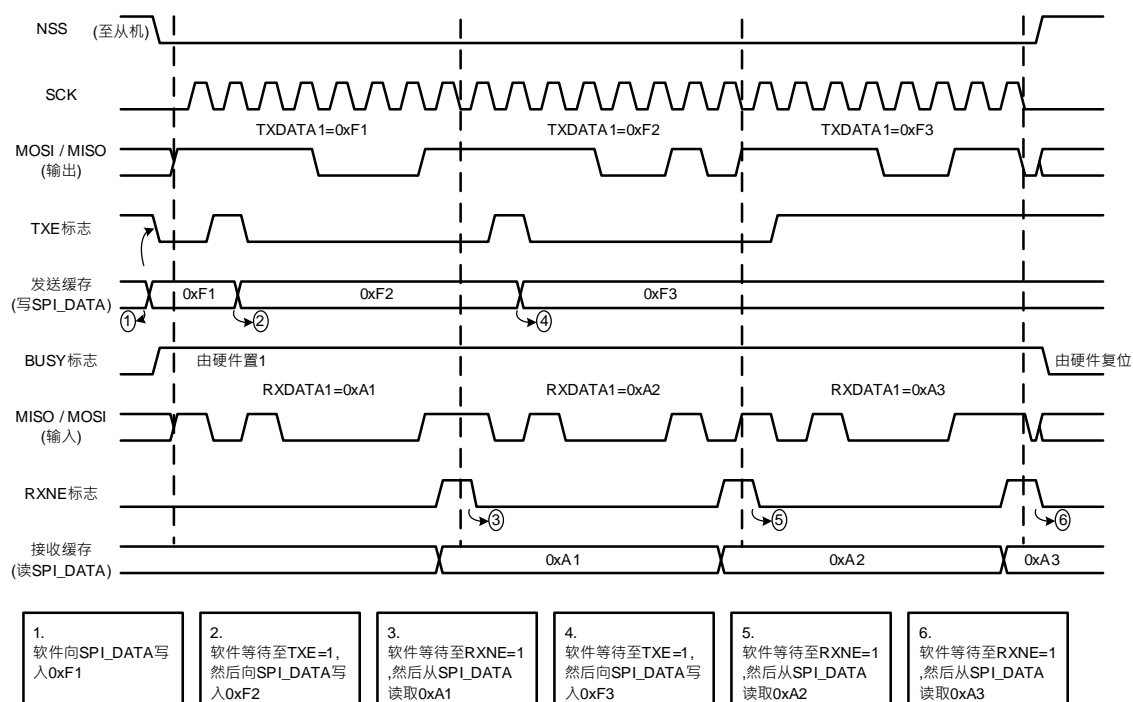 NSS (至从机)
SCK
TXDATA1=0xF1 TXDATA1=0xF2 TXDATA1=0xF3
MOSI / MISO
(输出)
TXE标志
发送缓存
(写SPI_DATA)
0xF1 0xF2 0xF3
① ② ④
BUSY标志 由硬件置1 由硬件复位
RXDATA1=0xA1 RXDATA1=0xA2 RXDATA1=0xA3
MISO / MOSI
(输入)
RXNE标志
③ ⑤ ⑥
接收缓存
(读SPI_DATA)
0xA1 0xA2 0xA3
1.
软件向SPI_DATA写
入0xF1
2.
软件等待至TXE=1,
然后向SPI_DATA写
入0xF2
3.
软件等待至RXNE=1
,然后从SPI_DATA
读取0xA1
4.
软件等待至TXE=1,
然后向SPI_DATA写
入0xF3
5.
软件等待至RXNE=1
,然后从SPI_DATA
读取0xA2
6.
软件等待至RXNE=1
,然后从SPI_DATA
读取0xA3